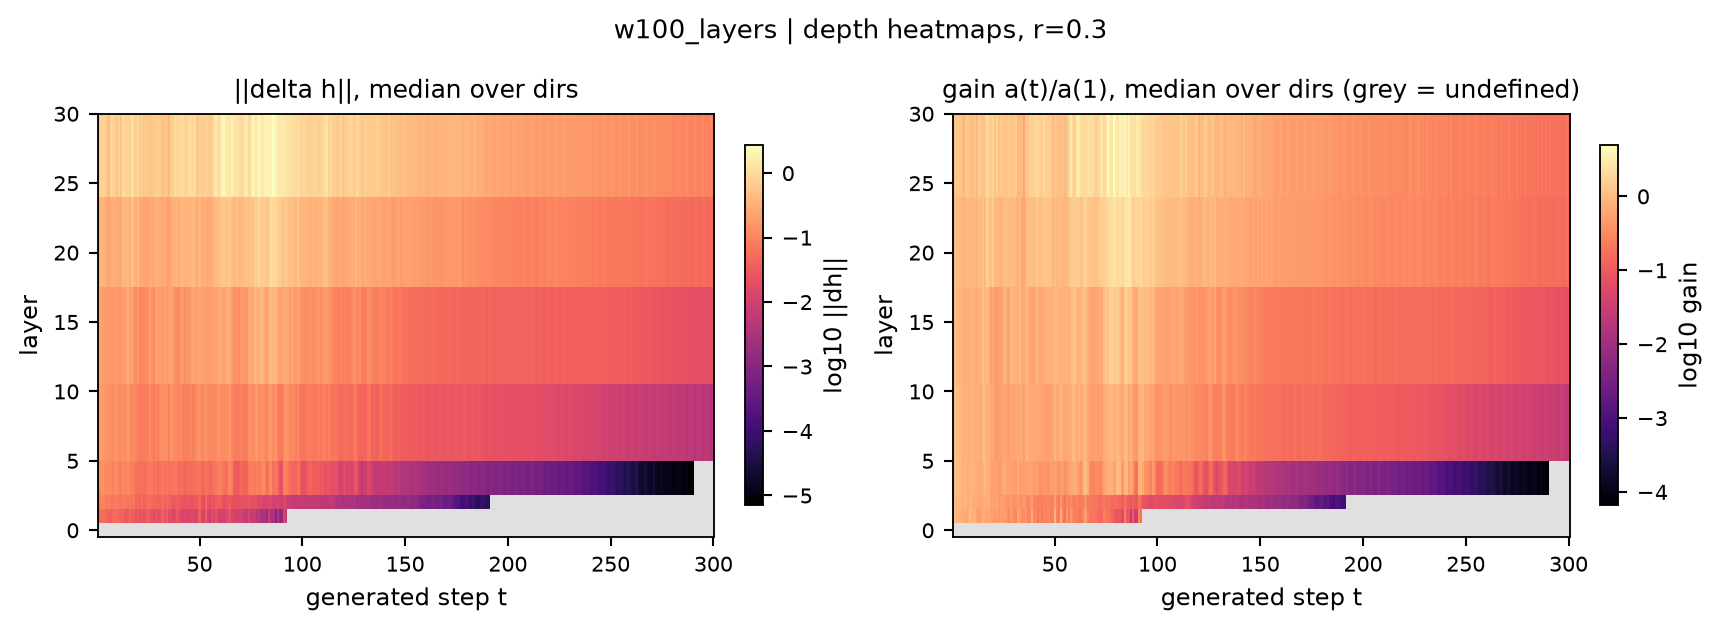 w100_layers | depth heatmaps, r=0.3
||delta h||, median over dirs
30
25
20
15
10
5
0
layer
50 100 150 200 250 300
generated step t
0
−1
−2
−3
−4
−5
log10 ||dh||
gain a(t)/a(1), median over dirs (grey = undefined)
30
25
20
15
10
5
0
layer
50 100 150 200 250 300
generated step t
0
−1
−2
−3
−4
log10 gain